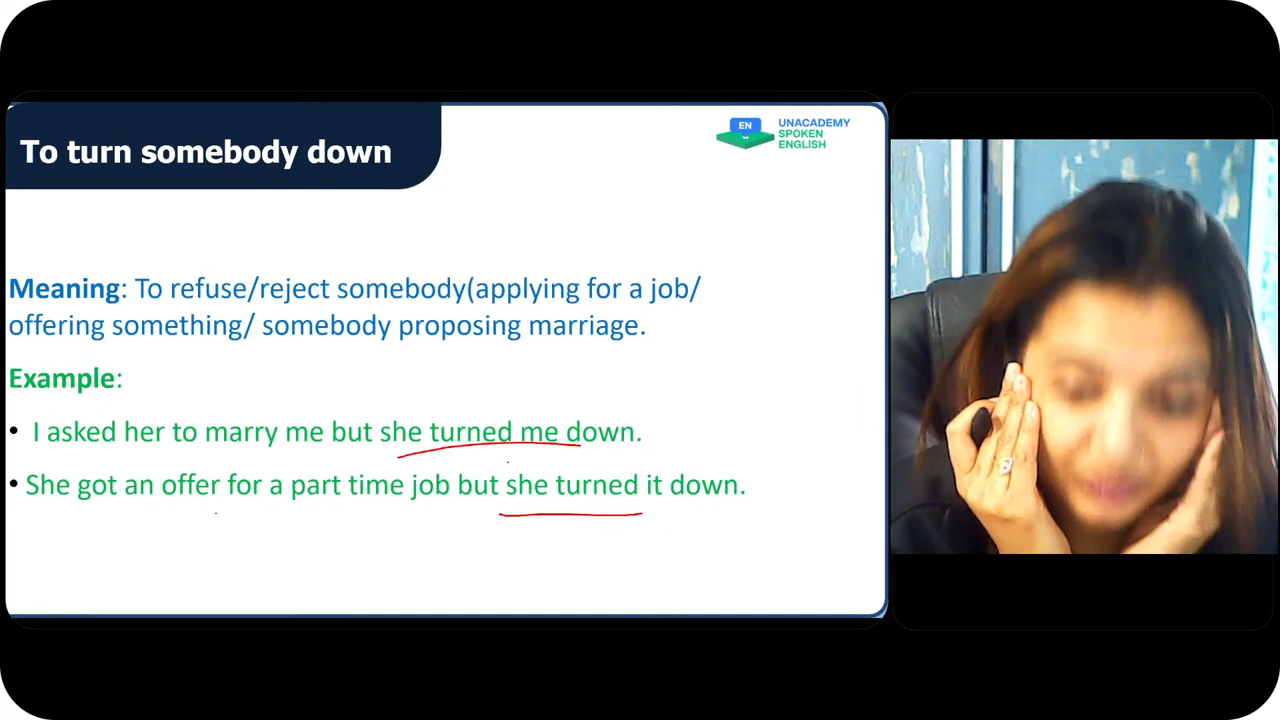 To turn somebody down
EN
UNACADEMY
SPOKEN
ENGLISH
Meaning: To refuse/reject somebody(applying for a job/
offering something/ somebody proposing marriage.
Example:
• I asked her to marry me but she turned me down.
• She got an offer for a part time job but she turned it down.